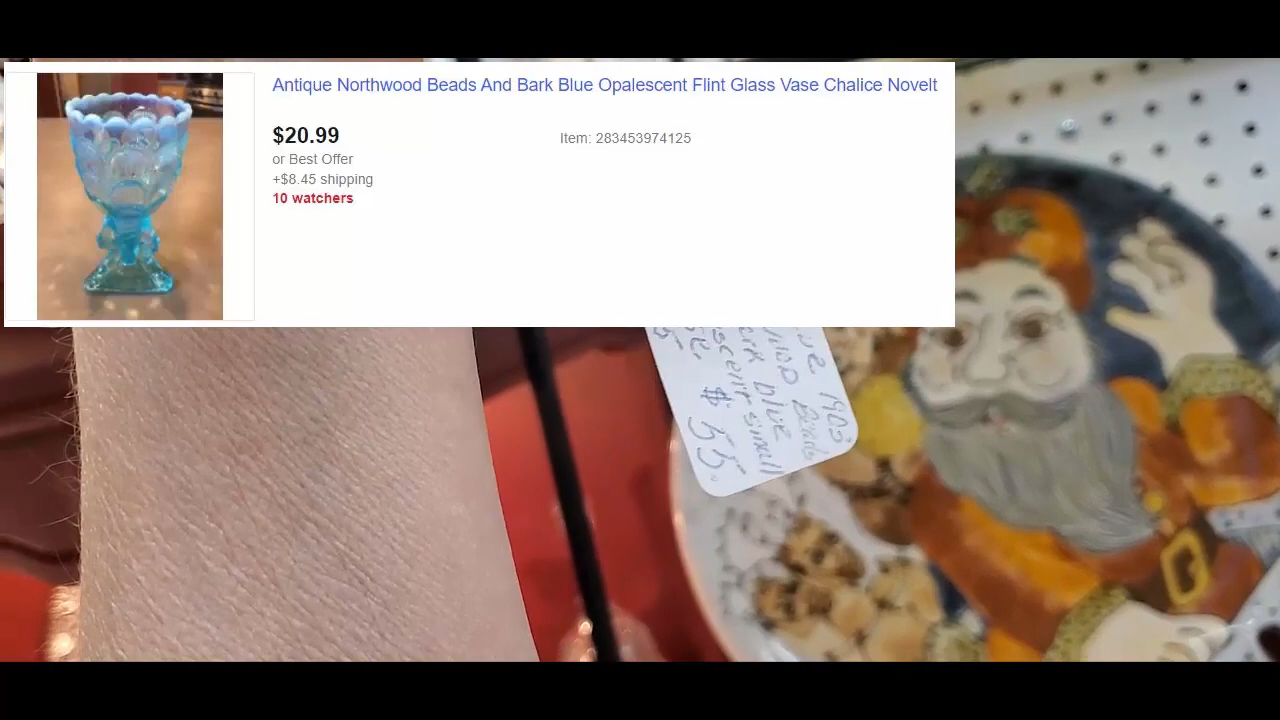 Antique Northwood Beads And Bark Blue Opalescent Flint Glass Vase Chalice Novelt
$20.99
Item: 283453974125
or Best Offer
+$8.45 shipping
10 watchers
blue
small
$55.